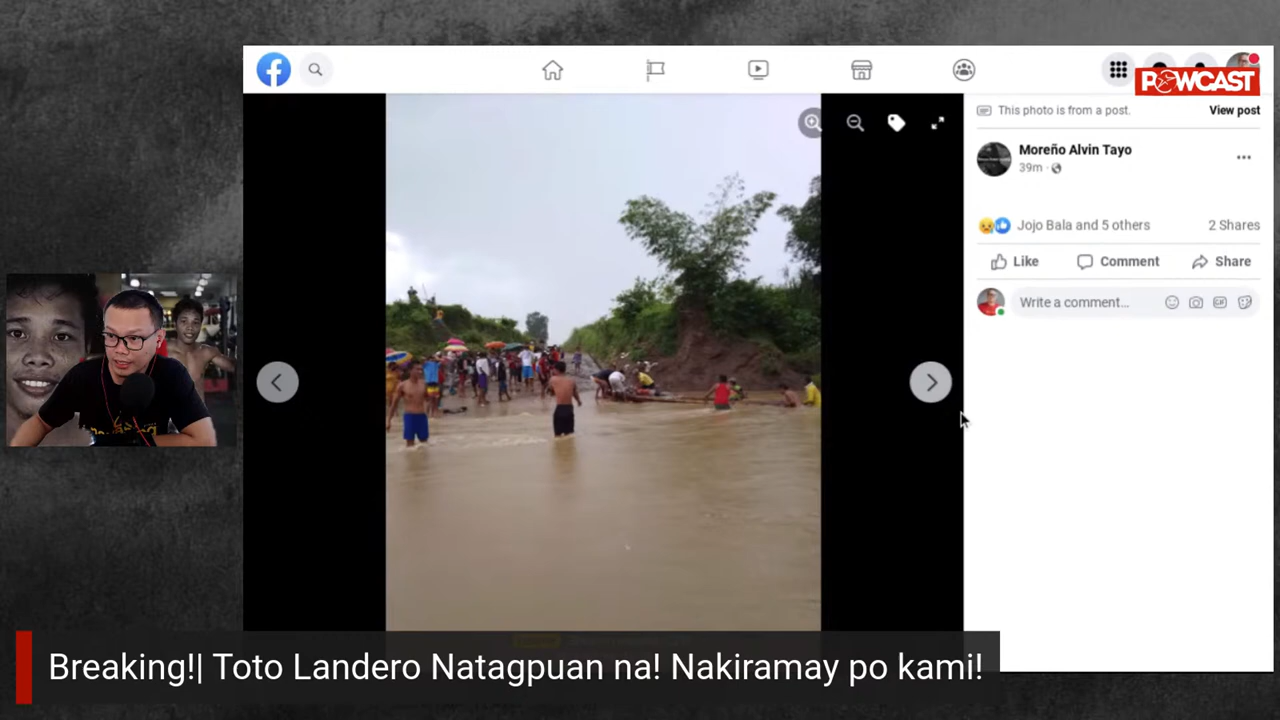 POWCAST
This photo is from a post.
View post
Moreño Alvin Tayo
39m
Jojo Bala and 5 others
2 Shares
Like
Comment
Share
Write a comment...
GIF
Breaking!| Toto Landero Natagpuan na! Nakiramay po kami!